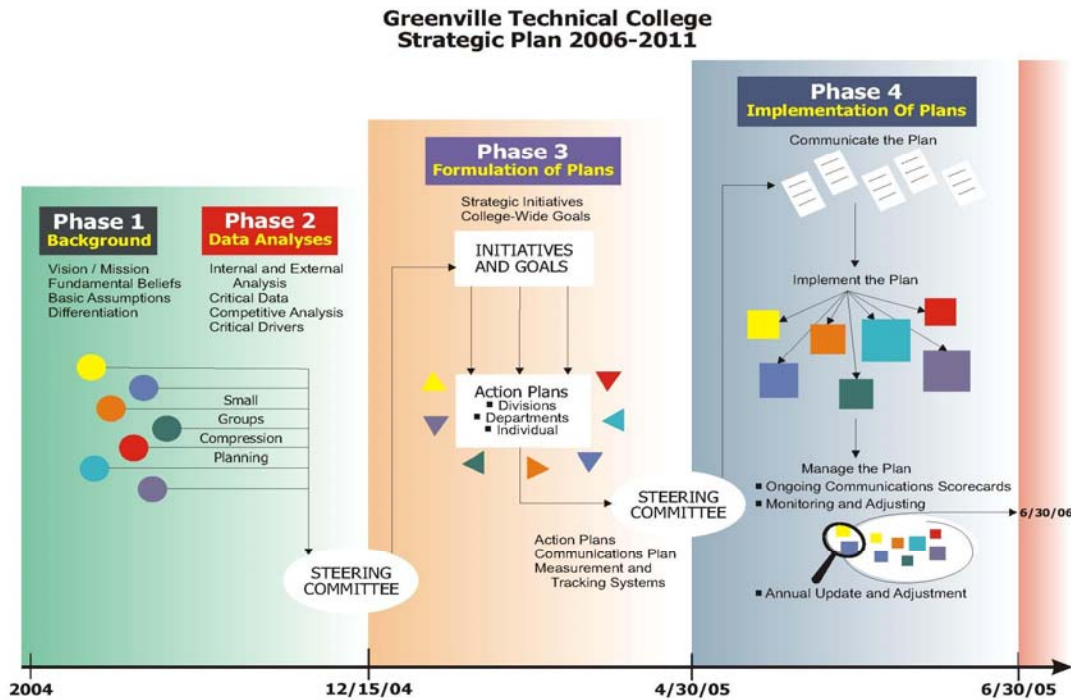 Greenville Technical College
Strategic Plan 2006-2011
Phase 1
Background
Vision / Mission
Fundamental Beliefs
Basic Assumptions
Differentiation
Phase 2
Data Analyses
Internal and External
Analysis
Critical Data
Competitive Analysis
Critical Drivers
Small
Groups
Compression
Planning
STEERING
COMMITTEE
Phase 3
Formulation of Plans
Strategic Initiatives
College-Wide Goals
INITIATIVES
AND GOALS
Action Plans
■ Divisions
■ Departments
■ Individual
STEERING
COMMITTEE
Action Plans
Communications Plan
Measurement and
Tracking Systems
Phase 4
Implementation Of Plans
Communicate the Plan
Implement the Plan
Manage the Plan
■ Ongoing Communications Scorecards
■ Monitoring and Adjusting
6/30/06
■ Annual Update and Adjustment
2004
12/15/04
4/30/05
6/30/05